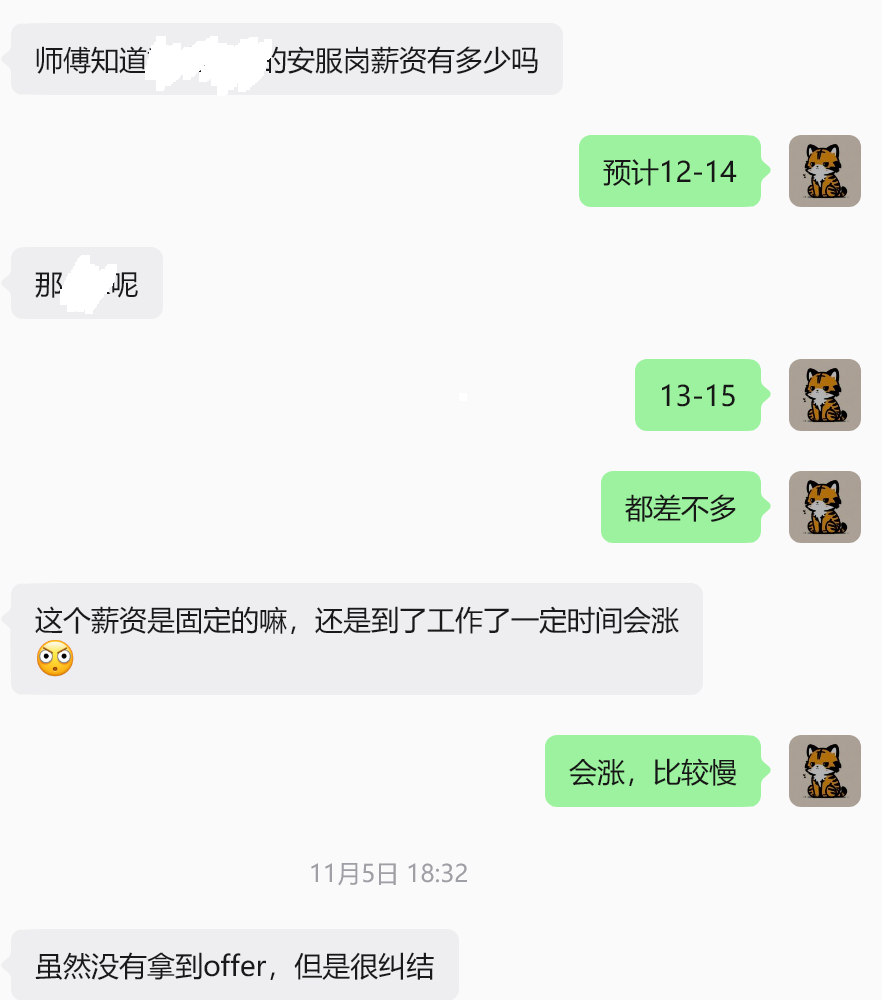 师傅知道的安服岗薪资有多少吗
预计12-14
那呢
13-15
都差不多
这个薪资是固定的嘛，还是到了工作了一定时间会涨
会涨，比较慢
11月5日 18:32
虽然没有拿到offer，但是很纠结